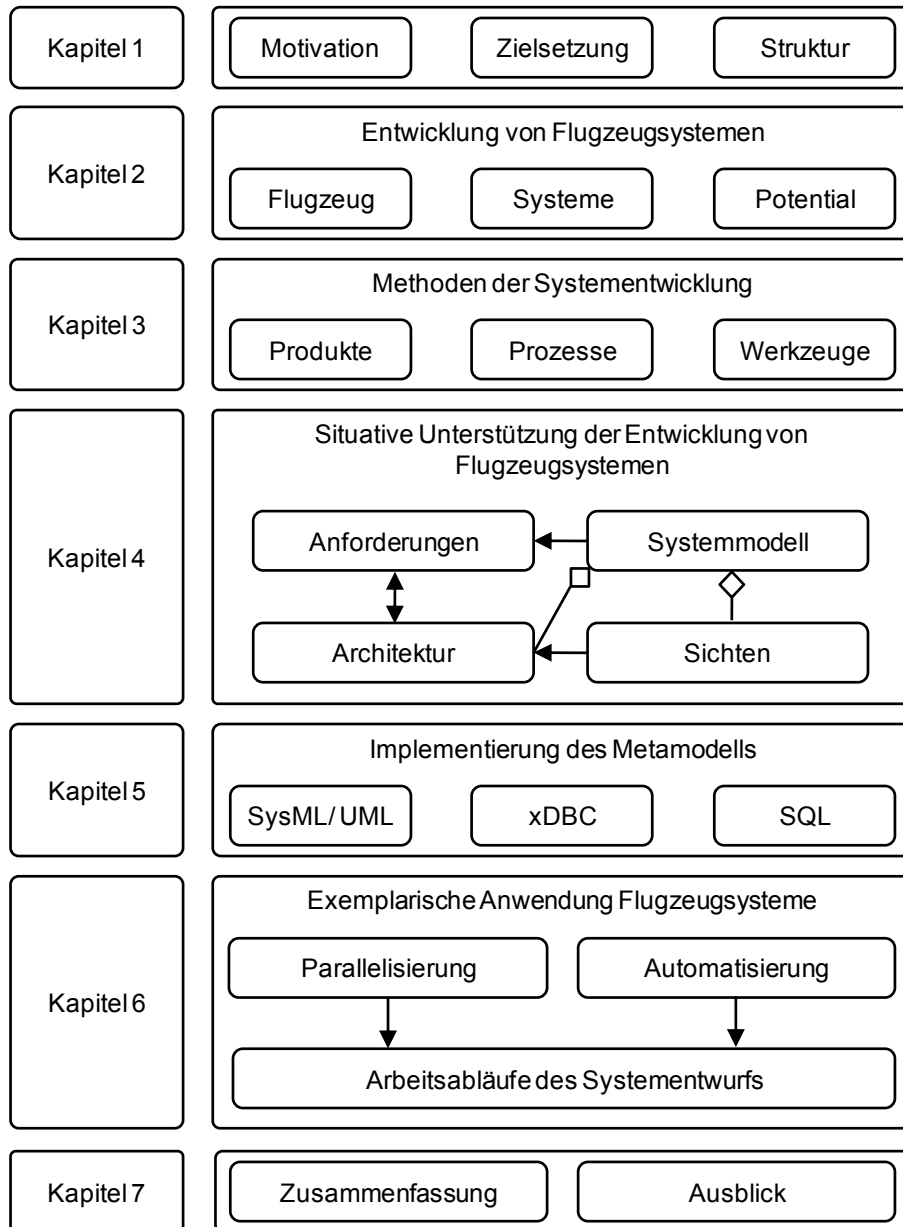 Kapitel 1
Motivation
Zielsetzung
Struktur
Kapitel 2
Entwicklung von Flugzeugsystemen
Flugzeug
Systeme
Potential
Kapitel 3
Methoden der Systementwicklung
Produkte
Prozesse
Werkzeuge
Kapitel 4
Situative Unterstützung der Entwicklung von
Flugzeugsystemen
Anforderungen
Systemmodell
Architektur
Sichten
Kapitel 5
Implementierung des Metamodells
SysML/ UML
xDBC
SQL
Kapitel 6
Exemplarische Anwendung Flugzeugsysteme
Parallelisierung
Automatisierung
Arbeitsabläufe des Systementwurfs
Kapitel 7
Zusammenfassung
Ausblick